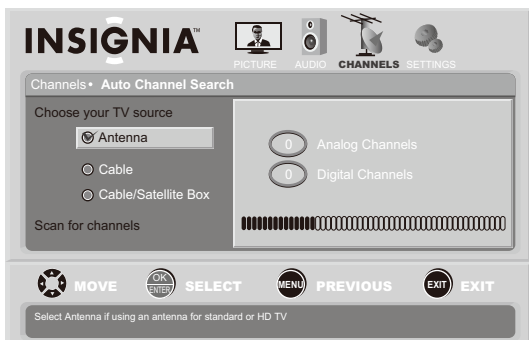 INSIGNIA™
PICTURE AUDIO CHANNELS SETTINGS
Channels • Auto Channel Search
Choose your TV source
Antenna
Cable
Cable/Satellite Box
Scan for channels
0 Analog Channels
0 Digital Channels
MOVE
OK
ENTER
SELECT
MENU
PREVIOUS
EXIT
EXIT
Select Antenna if using an antenna for standard or HD TV